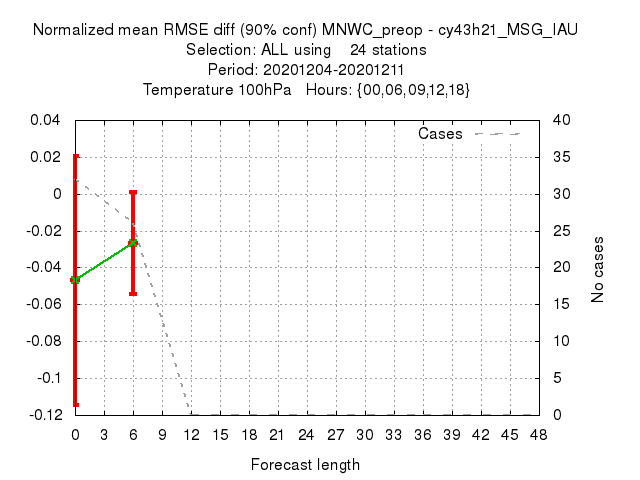 Normalized mean RMSE diff (90% conf) MNWC_preop - cy43h21_MSG_IAU
Selection: ALL using    24 stations
Period: 20201204-20201211
Temperature 100hPa   Hours: {00,06,09,12,18}
Cases
0.04 40
0.02 35
0 30
-0.02 25
-0.04 20
-0.06 15
-0.08 10
-0.1 5
-0.12 0
No cases
0 3 6 9 12 15 18 21 24 27 30 33 36 39 42 45 48
Forecast length